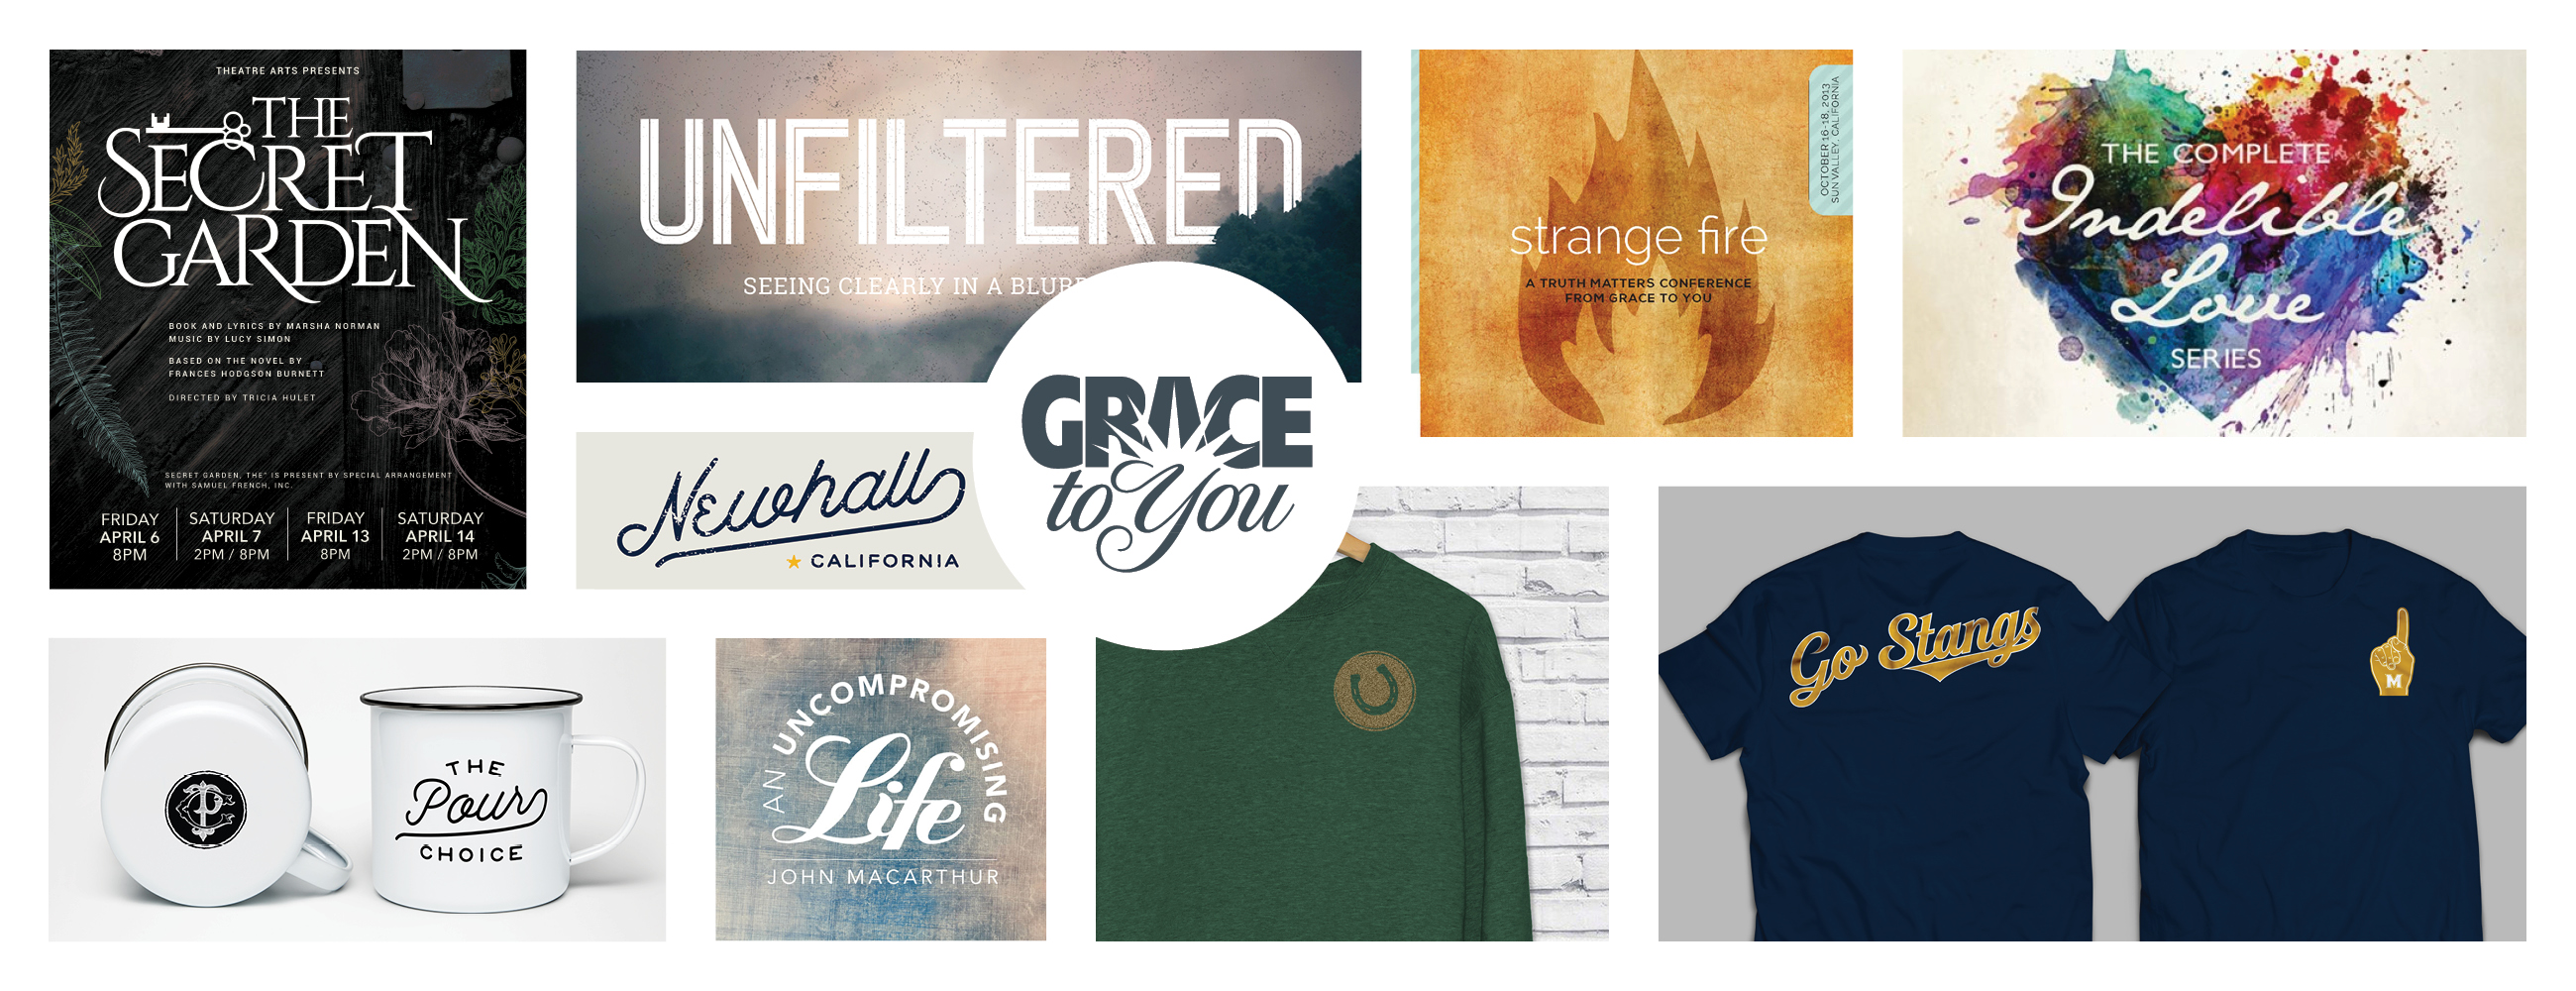 THEATRE ARTS PRESENTS
THE
SECRET
GARDEN
BOOK AND LYRICS BY MARSHA NORMAN
MUSIC BY LUCY SIMON
BASED ON THE NOVEL BY
FRANCES HODGSON BURNETT
DIRECTED BY TRICIA HULET
SECRET GARDEN, THE" IS PRESENT BY SPECIAL ARRANGEMENT
WITH SAMUEL FRENCH, INC.
FRIDAY
APRIL 6
8PM
SATURDAY
APRIL 7
2PM / 8PM
FRIDAY
APRIL 13
8PM
SATURDAY
APRIL 14
2PM / 8PM
UNFILTERED
SEEING CLEARLY IN A
strange fire
A TRUTH MATTERS CONFERENCE
FROM GRACE TO YOU
OCTOBER 16-18, 2013
SUN VALLEY, CALIFORNIA
THE COMPLETE
Indelible
Love
SERIES
Newhall
CALIFORNIA
GRACE
to You
THE
Pour
CHOICE
AN UNCOMPROMISING
Life
JOHN MACARTHUR
Go Stangs
M